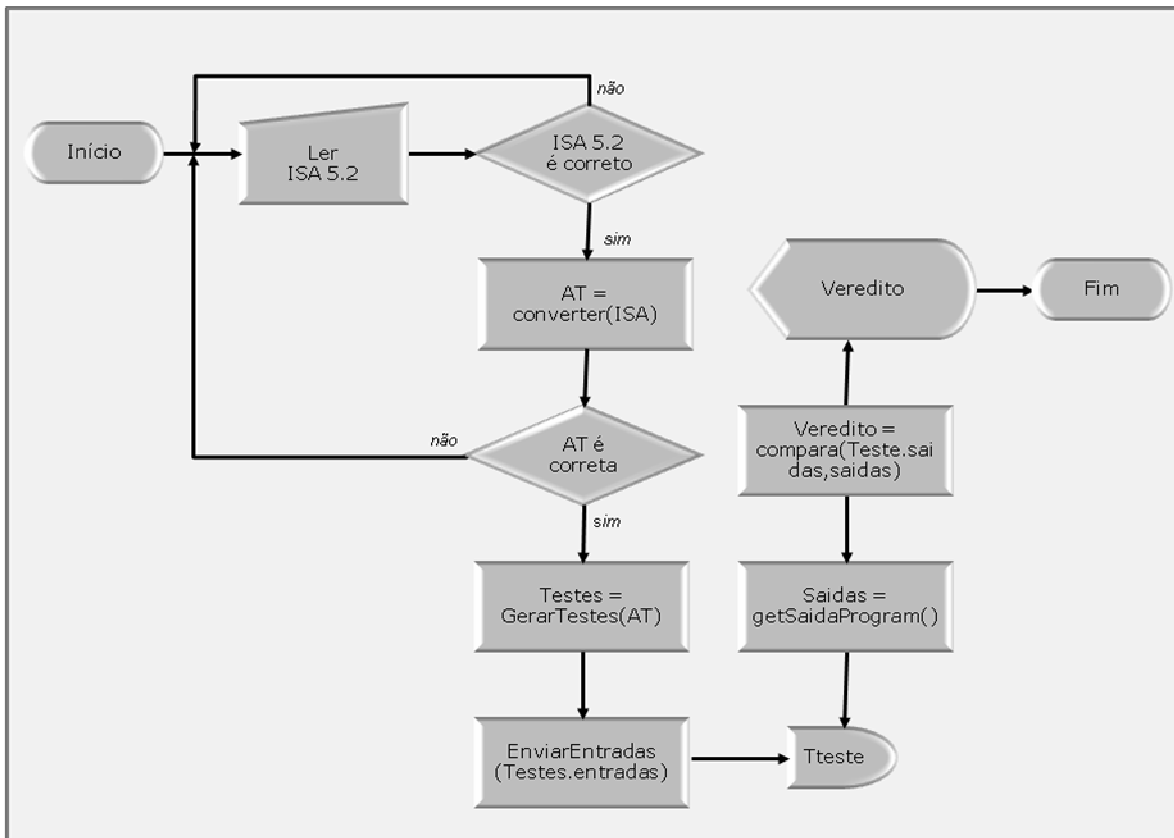 Início
Ler
ISA 5.2
não
ISA 5.2
é correto
sim
AT =
converter(ISA)
não
AT é
correta
sim
Testes =
GerarTestes(AT)
EnviarEntradas
(Testes.entradas)
Tteste
Saidas =
getSaidaProgram()
Veredito =
compara(Teste.sai
das,saidas)
Veredito
Fim